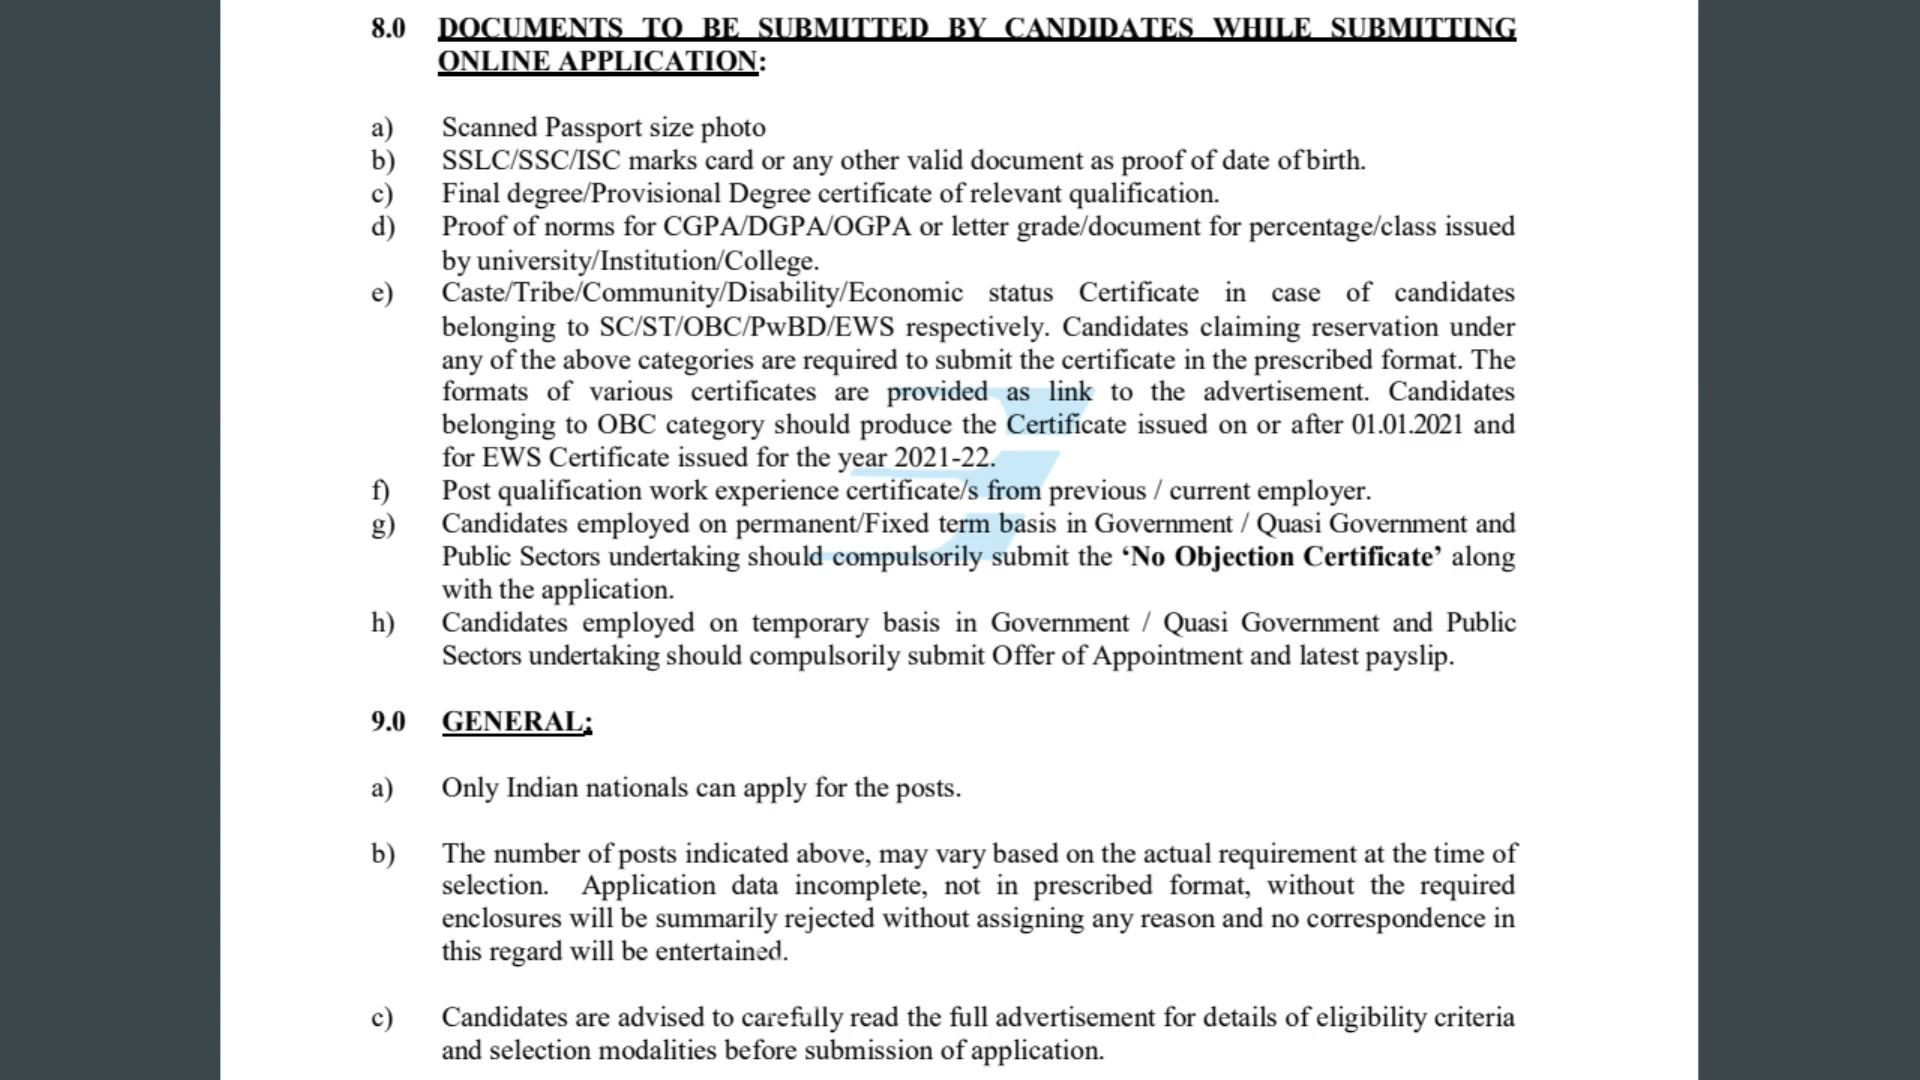 8.0 DOCUMENTS TO BE SUBMITTED BY CANDIDATES WHILE SUBMITTING
ONLINE APPLICATION:
a) Scanned Passport size photo
b) SSLC/SSC/ISC marks card or any other valid document as proof of date of birth.
c) Final degree/Provisional Degree certificate of relevant qualification.
d) Proof of norms for CGPA/DGPA/OGPA or letter grade/document for percentage/class issued
by university/Institution/College.
e) Caste/Tribe/Community/Disability/Economic status Certificate in case of candidates
belonging to SC/ST/OBC/PwBD/EWS respectively. Candidates claiming reservation under
any of the above categories are required to submit the certificate in the prescribed format. The
formats of various certificates are provided as link to the advertisement. Candidates
belonging to OBC category should produce the Certificate issued on or after 01.01.2021 and
for EWS Certificate issued for the year 2021-22.
f) Post qualification work experience certificate/s from previous / current employer.
g) Candidates employed on permanent/Fixed term basis in Government / Quasi Government and
Public Sectors undertaking should compulsorily submit the ‘No Objection Certificate’ along
with the application.
h) Candidates employed on temporary basis in Government / Quasi Government and Public
Sectors undertaking should compulsorily submit Offer of Appointment and latest payslip.
9.0 GENERAL:
a) Only Indian nationals can apply for the posts.
b) The number of posts indicated above, may vary based on the actual requirement at the time of
selection. Application data incomplete, not in prescribed format, without the required
enclosures will be summarily rejected without assigning any reason and no correspondence in
this regard will be entertained.
c) Candidates are advised to carefully read the full advertisement for details of eligibility criteria
and selection modalities before submission of application.